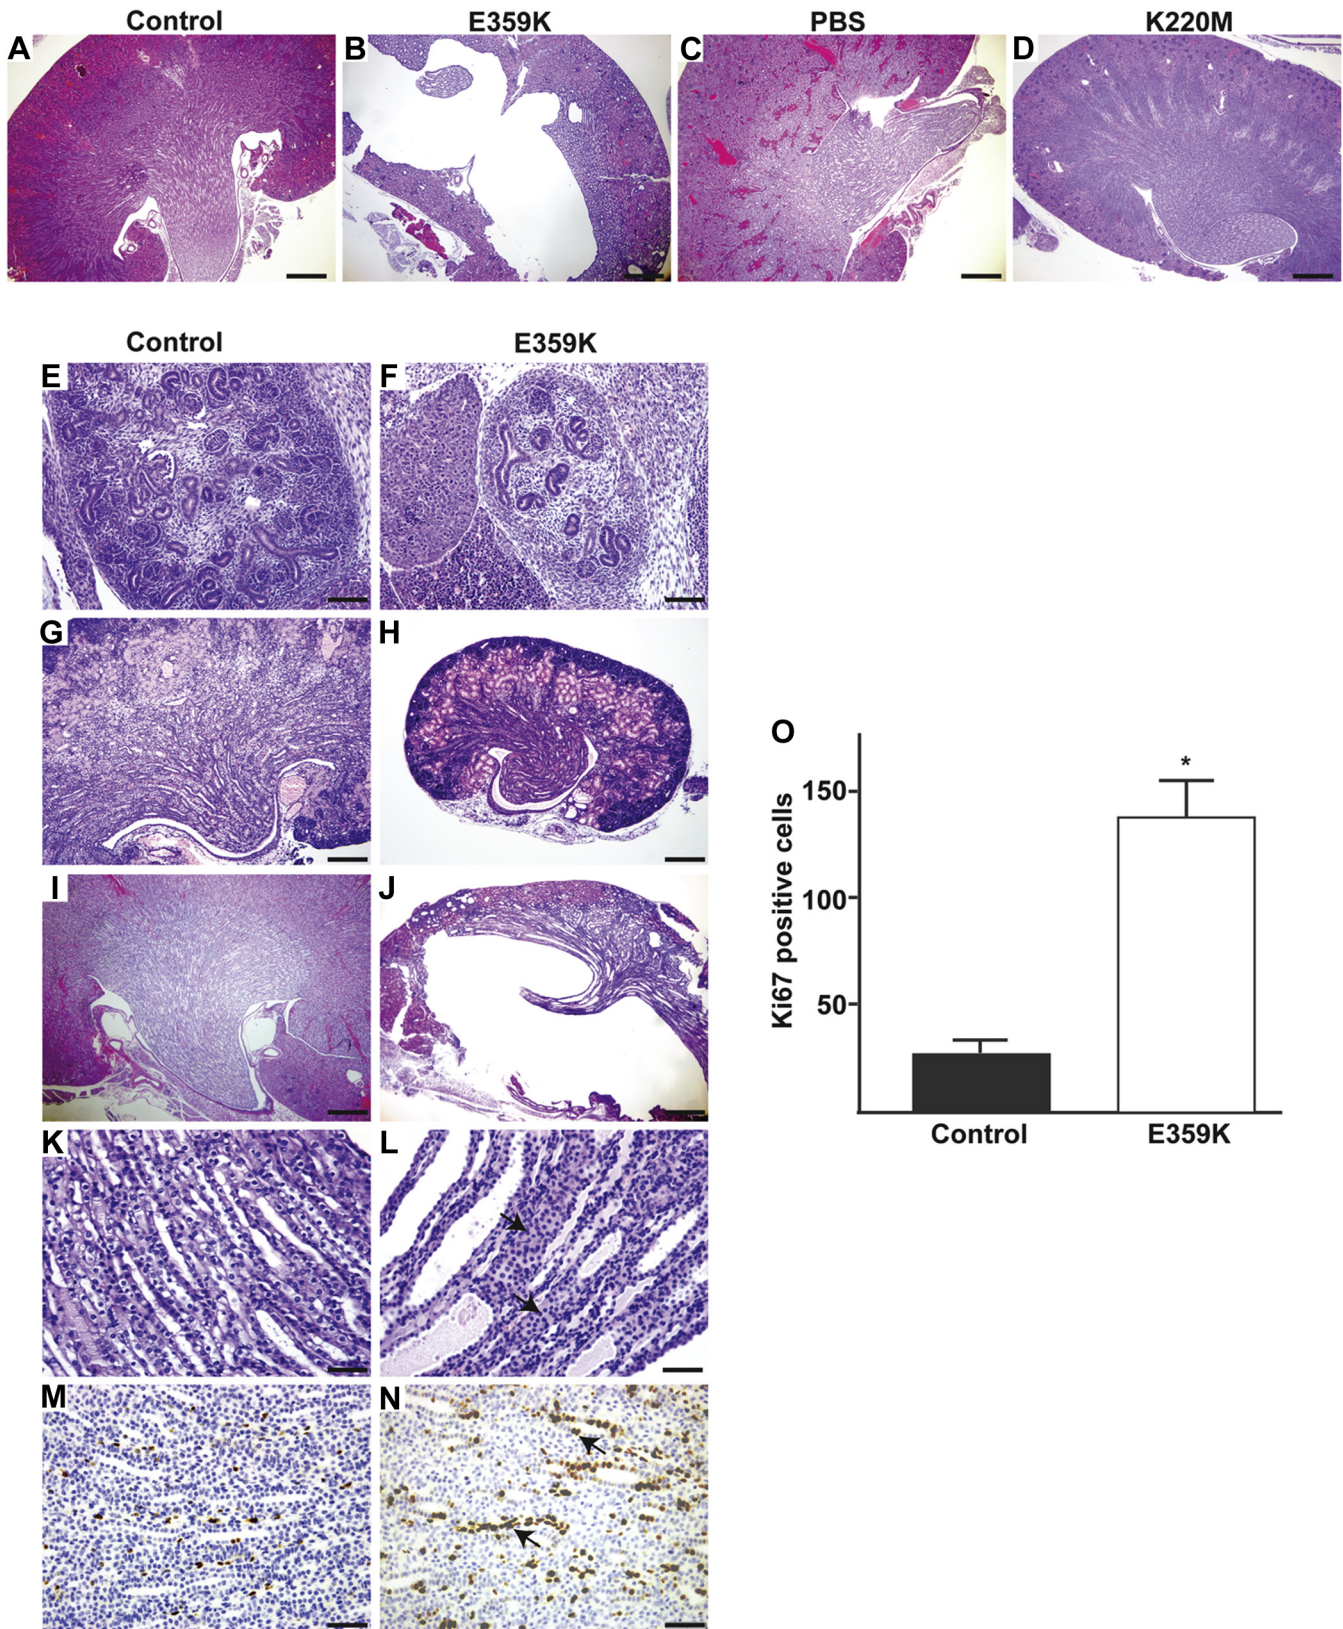 Control E359K PBS K220M
A B C D
Control E359K
E F
G H
I J
K L
M N
O
*
150
100
50
Ki67 positive cells
Control E359K